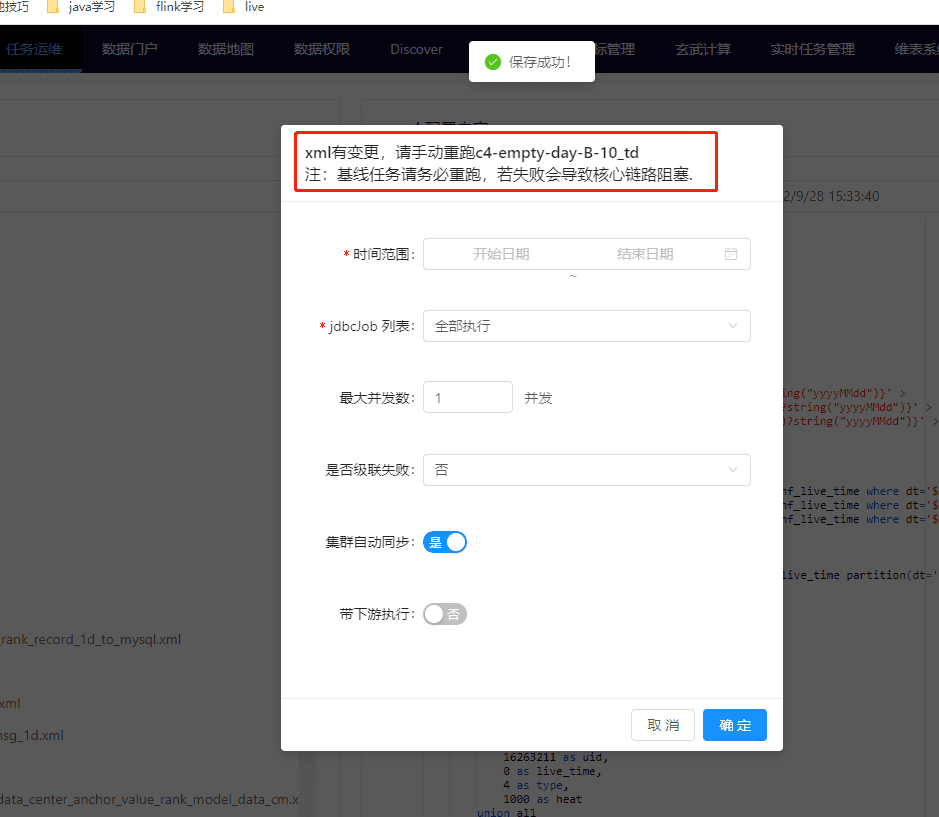 java学习 flink学习 live
任务运维 数据门户 数据地图 数据权限 Discover 标管理 玄武计算 实时任务管理 维表系
保存成功!
xml有变更，请手动重跑c4-empty-day-B-10_td
注：基线任务请务必重跑，若失败会导致核心链路阻塞.
2/9/28 15:33:40
* 时间范围: 开始日期 ~ 结束日期
* jdbcJob 列表: 全部执行
最大并发数: 1 并发
ing("yyyyMMdd")}' >
?string("yyyyMMdd")}' >
)?string("yyyyMMdd")}' >
是否级联失败: 否
nf_live_time where dt='$
nf_live_time where dt='$
nf_live_time where dt='$
集群自动同步: 是
live_time partition(dt='
带下游执行: 否
_rank_record_1d_to_mysql.xml
xml
msg_1d.xml
取 消 确 定
16263211 as uid,
0 as live_time,
4 as type,
1000 as heat
data_center_anchor_value_rank_model_data_cm.x
union all